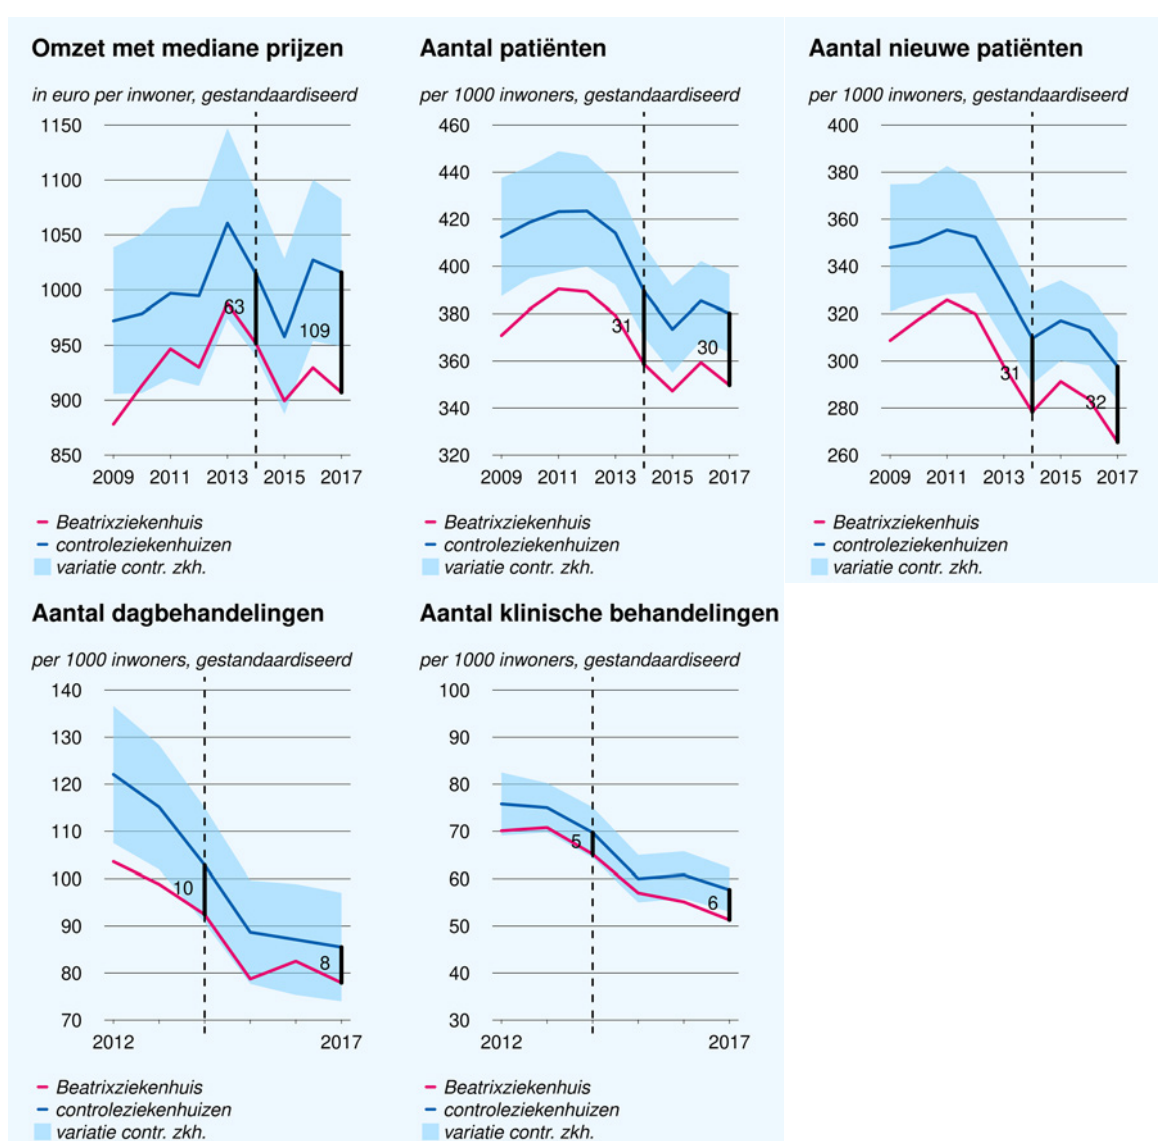 Omzet met mediane prijzen
in euro per inwoner, gestandaardiseerd
1150
1100
1050
1000
950
900
850
63
109
2009 2011 2013 2015 2017
Beatrixziekenhuis
controleziekenhuizen
variatie contr. zkh.
Aantal patiënten
per 1000 inwoners, gestandaardiseerd
460
440
420
400
380
360
340
320
31
30
2009 2011 2013 2015 2017
Beatrixziekenhuis
controleziekenhuizen
variatie contr. zkh.
Aantal nieuwe patiënten
per 1000 inwoners, gestandaardiseerd
400
380
360
340
320
300
280
260
31
32
2009 2011 2013 2015 2017
Beatrixziekenhuis
controleziekenhuizen
variatie contr. zkh.
Aantal dagbehandelingen
per 1000 inwoners, gestandaardiseerd
140
130
120
110
100
90
80
70
10
8
2012 2017
Beatrixziekenhuis
controleziekenhuizen
variatie contr. zkh.
Aantal klinische behandelingen
per 1000 inwoners, gestandaardiseerd
100
90
80
70
60
50
40
30
5
6
2012 2017
Beatrixziekenhuis
controleziekenhuizen
variatie contr. zkh.